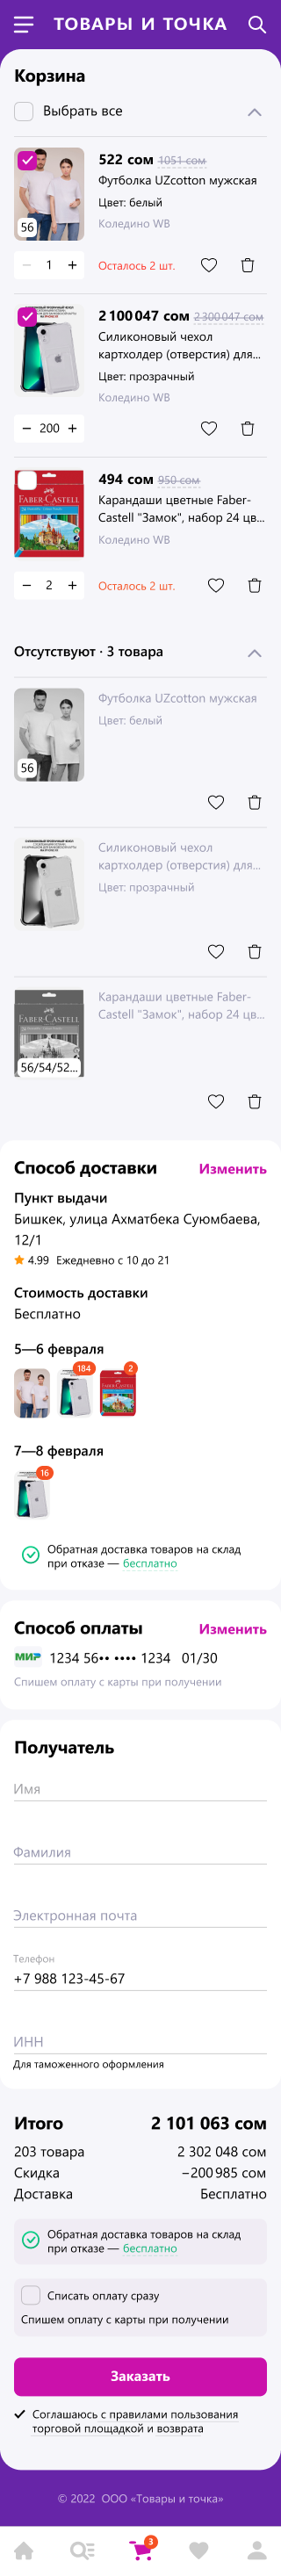 ТОВАРЫ И ТОЧКА
Корзина
Выбрать все
56
522 сом 1051 сом
Футболка UZcotton мужская
Цвет: белый
Коледино WB
− 1 +
Осталось 2 шт.
2 100 047 сом 2 300 047 сом
Силиконовый чехол
картхолдер (отверстия) для...
Цвет: прозрачный
Коледино WB
− 200 +
FABER-CASTELL
494 сом 950 сом
Карандаши цветные Faber-
Castell "Замок", набор 24 цв...
Коледино WB
− 2 +
Осталось 2 шт.
Отсутствуют · 3 товара
56
Футболка UZcotton мужская
Цвет: белый
Силиконовый чехол
картхолдер (отверстия) для...
Цвет: прозрачный
FABER-CASTELL
56/54/52...
Карандаши цветные Faber-
Castell "Замок", набор 24 цв...
Способ доставки
Изменить
Пункт выдачи
Бишкек, улица Ахматбека Суюмбаева,
12/1
4.99 Ежедневно с 10 до 21
Стоимость доставки
Бесплатно
5—6 февраля
184
2
7—8 февраля
16
Обратная доставка товаров на склад
при отказе — бесплатно
Способ оплаты
Изменить
МИР 1234 56•• •••• 1234 01/30
Спишем оплату с карты при получении
Получатель
Имя
Фамилия
Электронная почта
Телефон
+7 988 123-45-67
ИНН
Для таможенного оформления
Итого 2 101 063 сом
203 товара 2 302 048 сом
Скидка −200 985 сом
Доставка Бесплатно
Обратная доставка товаров на склад
при отказе — бесплатно
Списать оплату сразу
Спишем оплату с карты при получении
Заказать
Соглашаюсь с правилами пользования
торговой площадкой и возврата
© 2022 ООО «Товары и точка»
3